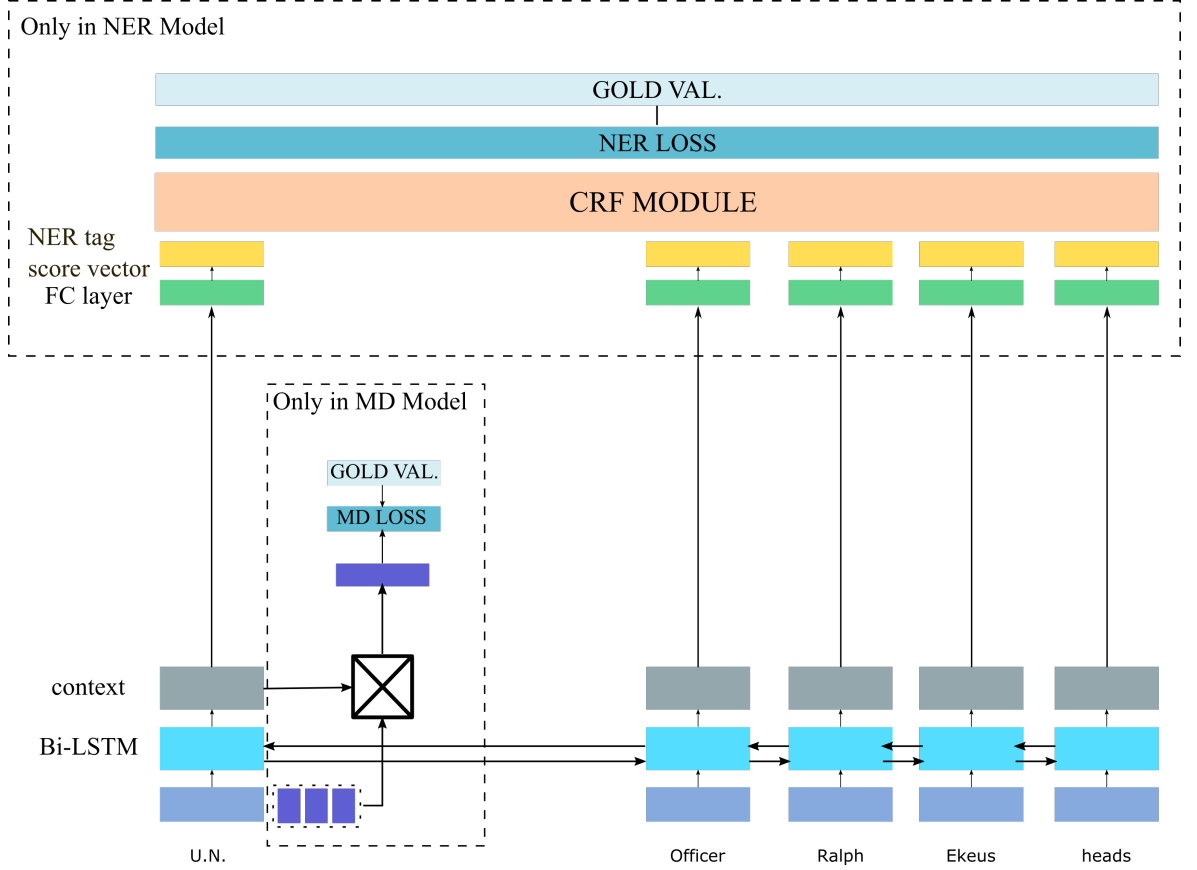 Only in NER Model
GOLD VAL.
NER LOSS
CRF MODULE
NER tag
score vector
FC layer
Only in MD Model
GOLD VAL.
MD LOSS
context
Bi-LSTM
U.N.
Officer
Ralph
Ekeus
heads